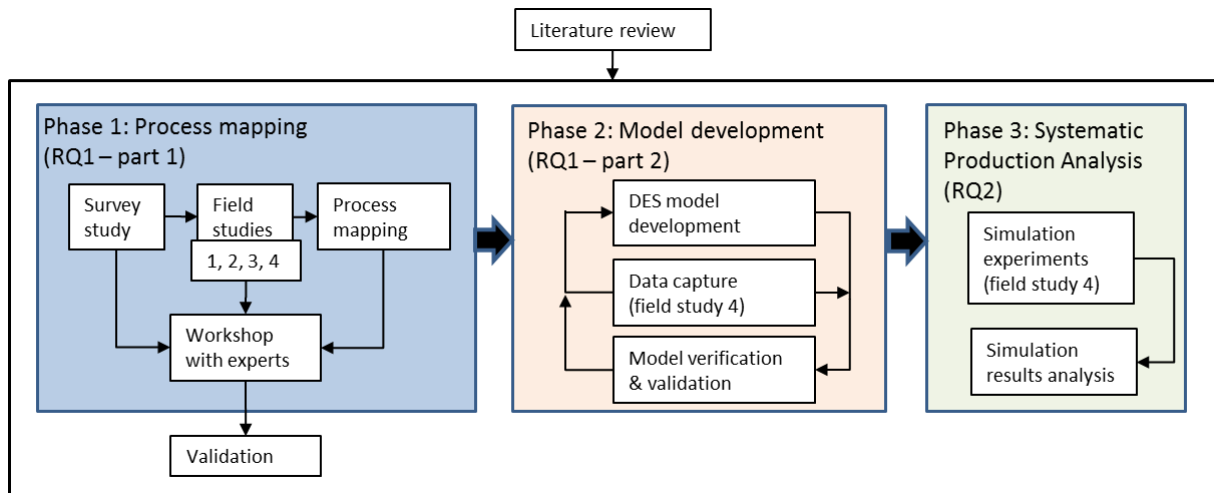 Literature review
Phase 1: Process mapping
(RQ1 – part 1)
Survey
study
Field
studies
1, 2, 3, 4
Process
mapping
Workshop
with experts
Validation
Phase 2: Model development
(RQ1 – part 2)
DES model
development
Data capture
(field study 4)
Model verification
& validation
Phase 3: Systematic
Production Analysis
(RQ2)
Simulation
experiments
(field study 4)
Simulation
results analysis